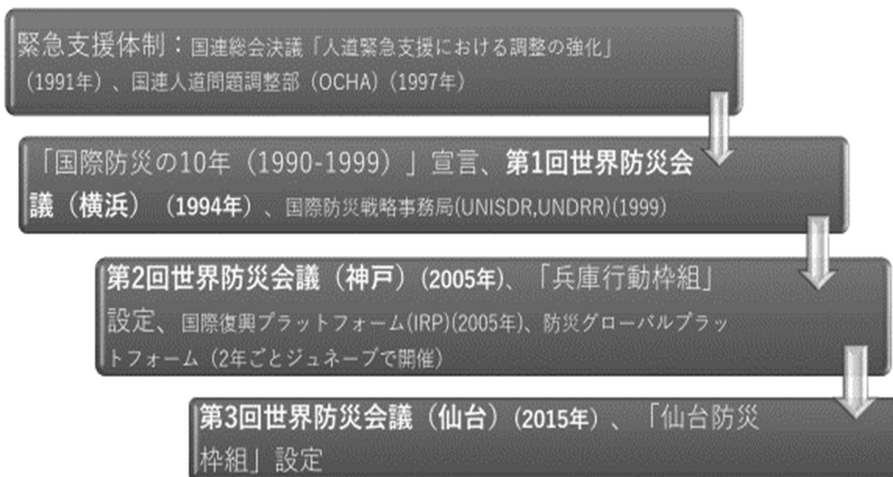 緊急支援体制：国連総会決議「人道緊急支援における調整の強化」
（1991年）、国連人道問題調整部（OCHA）（1997年）
「国際防災の10年（1990-1999）」宣言、第1回世界防災会
議（横浜）（1994年）、国際防災戦略事務局(UNISDR,UNDRR)(1999)
第2回世界防災会議（神戸）(2005年)、「兵庫行動枠組」
設定、国際復興プラットフォーム(IRP)(2005年)、防災グローバルプラッ
トフォーム（2年ごとジュネーブで開催）
第3回世界防災会議（仙台）(2015年) 、「仙台防災
枠組」設定